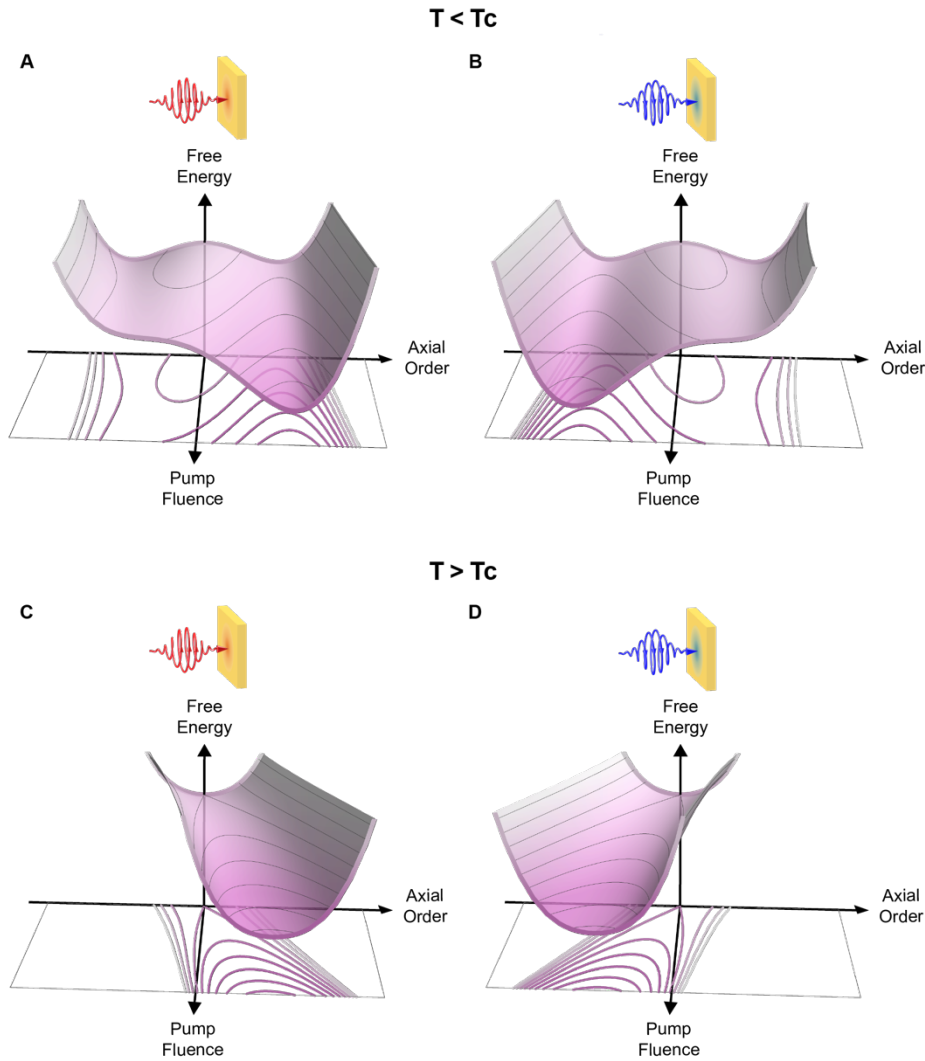 T < Tc
A
B
Free
Energy
Free
Energy
Axial
Order
Axial
Order
Pump
Fluence
Pump
Fluence
T > Tc
C
D
Free
Energy
Free
Energy
Axial
Order
Axial
Order
Pump
Fluence
Pump
Fluence